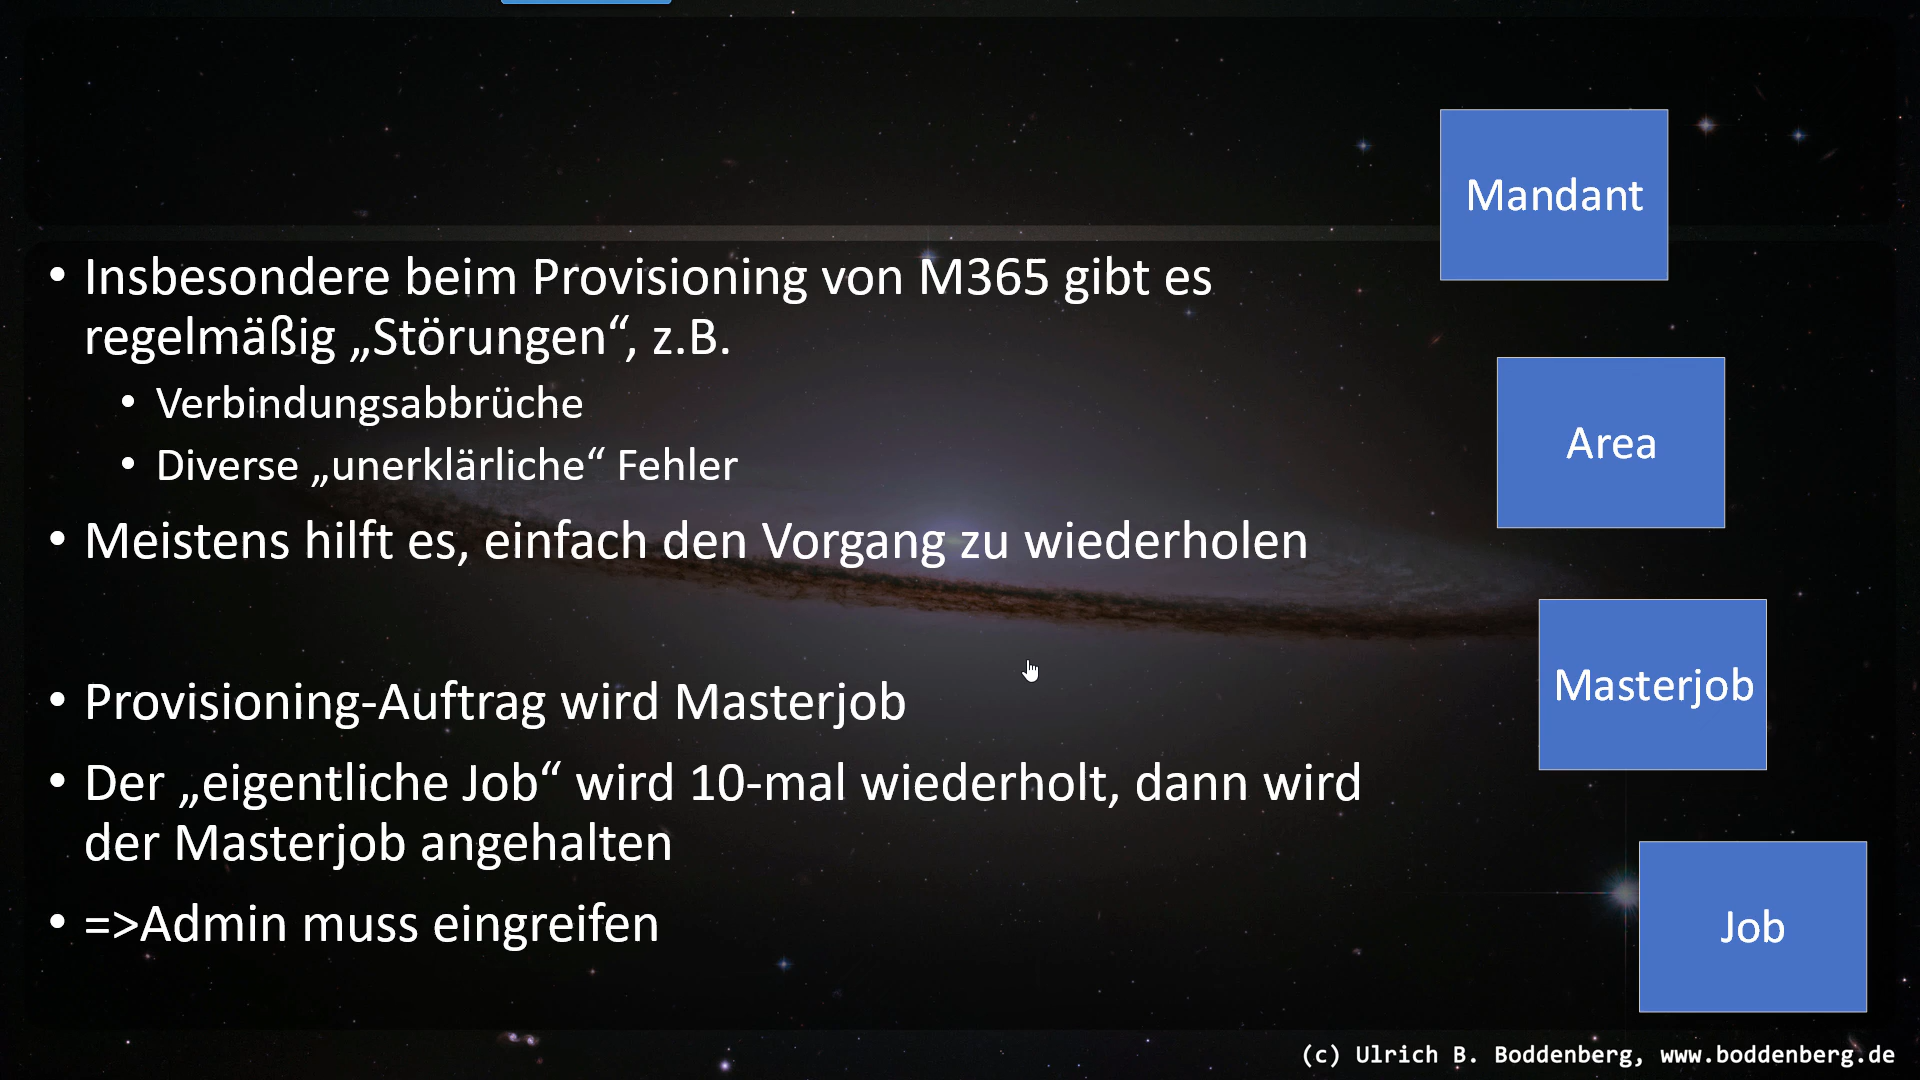 • Insbesondere beim Provisioning von M365 gibt es
regelmäßig „Störungen“, z.B.
• Verbindungsabbrüche
• Diverse „unerklärliche“ Fehler
• Meistens hilft es, einfach den Vorgang zu wiederholen
• Provisioning-Auftrag wird Masterjob
• Der „eigentliche Job“ wird 10-mal wiederholt, dann wird
der Masterjob angehalten
• =>Admin muss eingreifen
Mandant
Area
Masterjob
Job
(c) Ulrich B. Boddenberg, www.boddenberg.de